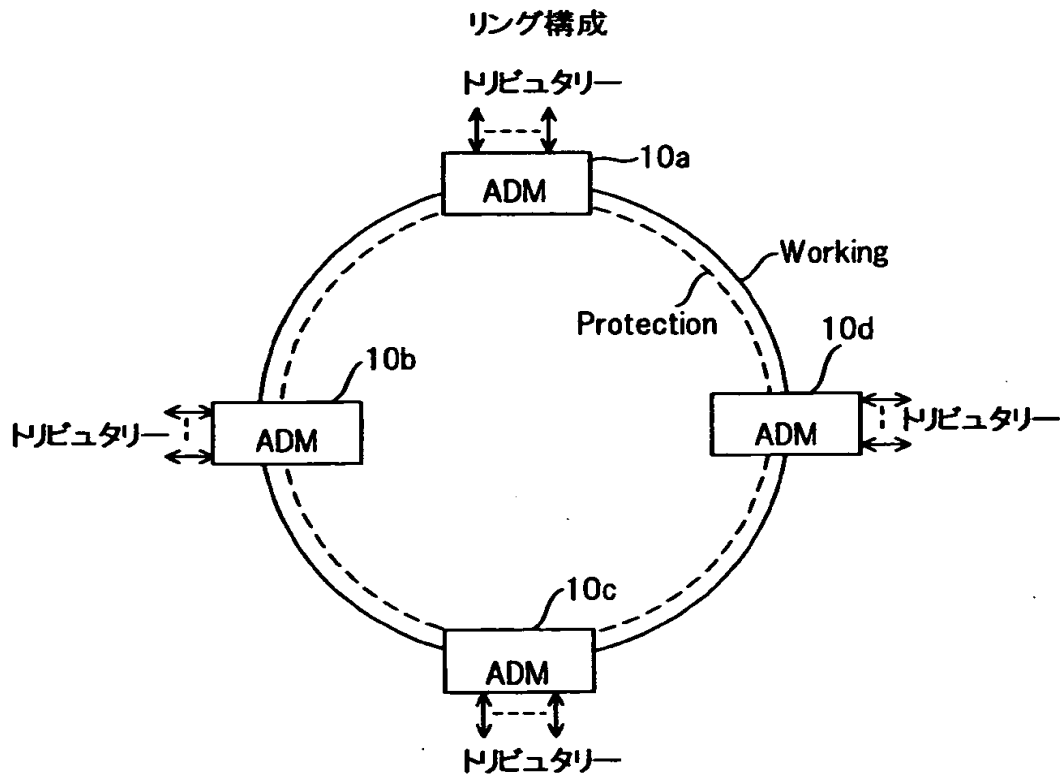 リング構成
トリビュタリー
10a
ADM
Working
Protection
10d
10b
トリビュタリー
ADM
ADM
トリビュタリー
10c
ADM
トリビュタリー